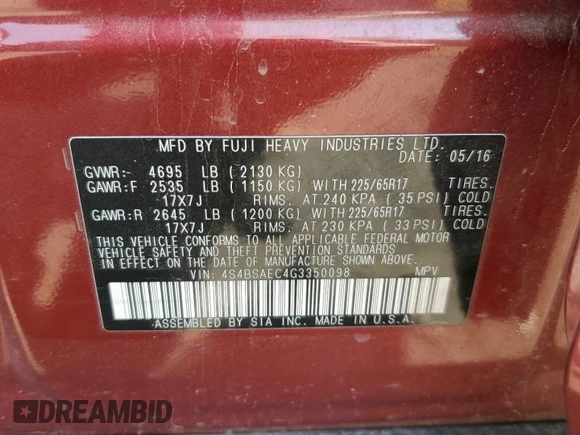 MFD BY FUJI HEAVY INDUSTRIES LTD.
DATE: 05/16
GVWR:- 4695 LB ( 2130 KG)
GAWR:F 2535 LB ( 1150 KG) WITH 225/65R17 TIRES.
17X7J RIMS. AT 240 KPA ( 35 PSI) COLD
GAWR:R 2645 LB ( 1200 KG) WITH 225/65R17 TIRES.
17X7J RIMS. AT 230 KPA ( 33 PSI) COLD
THIS VEHICLE CONFORMS TO ALL APPLICABLE FEDERAL MOTOR
VEHICLE SAFETY AND THEFT PREVENTION STANDARDS
IN EFFECT ON THE DATE OF MANUFACTURE SHOWN ABOVE.
VIN: 4S4BSAEC4G3350098 MPV
ASSEMBLED BY SIA INC. MADE IN U.S.A.
DREAMBID